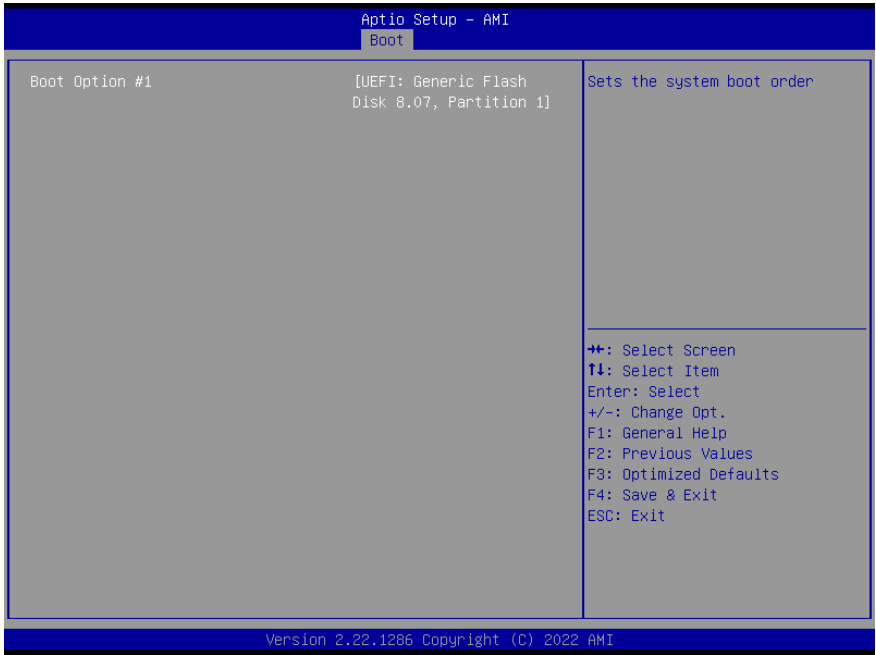 Aptio Setup – AMI
Boot
Boot Option #1 [UEFI: Generic Flash
Disk 8.07, Partition 1]
Sets the system boot order
→←: Select Screen
↑↓: Select Item
Enter: Select
+/-: Change Opt.
F1: General Help
F2: Previous Values
F3: Optimized Defaults
F4: Save & Exit
ESC: Exit
Version 2.22.1286 Copyright (C) 2022 AMI